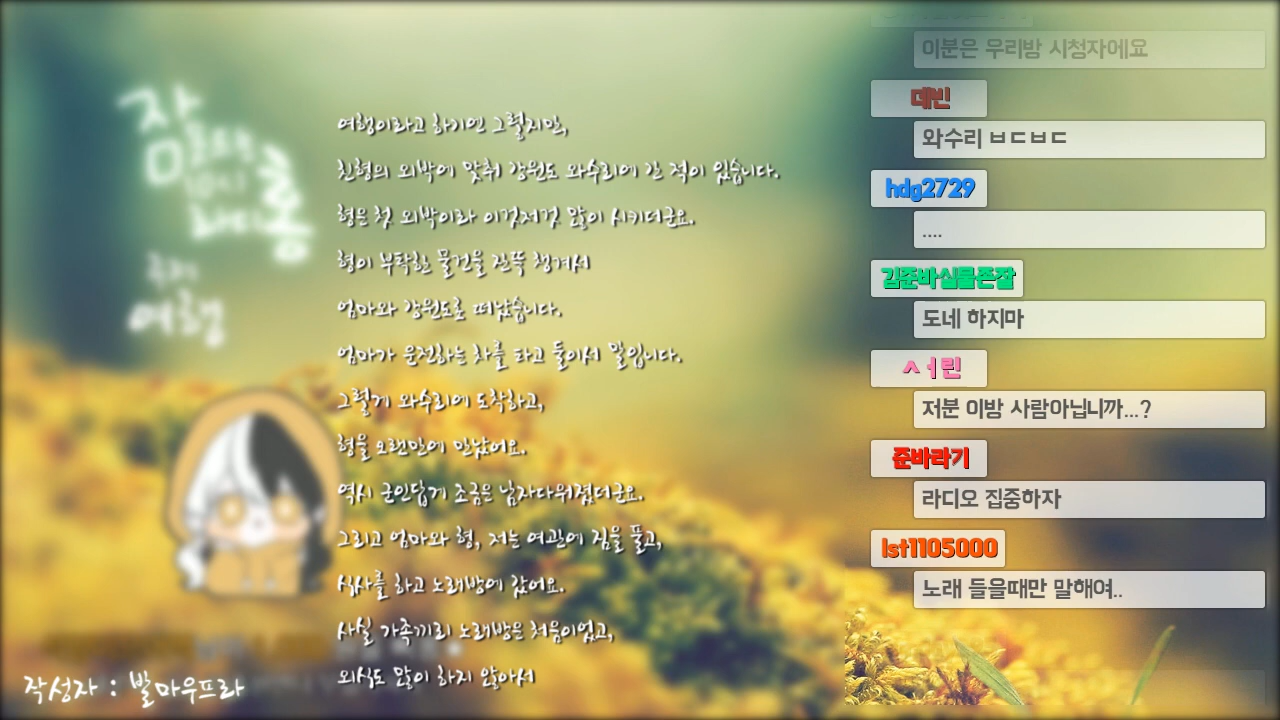 잠
홍
주제
여행
여행이라고 하기엔 그렇지만,
친형의 외박에 맞춰 강원도 와수리에 간 적이 있습니다.
형은 첫 외박이라 이것저것 많이 시키더군요.
형이 부탁한 물건을 잔뜩 챙겨서
엄마와 강원도로 떠났습니다.
엄마가 운전하는 차를 타고 둘이서 말입니다.
그렇게 와수리에 도착하고,
형을 오랜만에 만났어요.
역시 군인답게 조금은 남자다워졌더군요.
그리고 엄마와 형, 저는 여관에 짐을 풀고,
식사를 하고 노래방에 갔어요.
사실 가족끼리 노래방은 처음이었고,
외식도 많이 하지 않아서
작성자 : 발마우프라
이분은 우리방 시청자에요
데빈
와수리 ㅂㄷㅂㄷ
hdg2729
....
김준바실물존잘
도네 하지마
ㅅㅓ린
저분 이방 사람아닙니까...?
준바라기
라디오 집중하자
lst1105000
노래 들을때만 말해여..